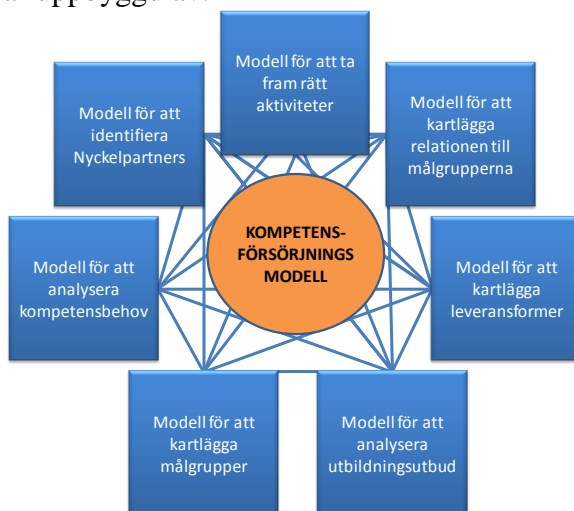 Modell för att ta
fram rätt
aktiviteter
Modell för att
identifiera
Nyckelpartners
Modell för att
kartlägga
relationen till
målgrupperna
KOMPETENS-
FÖRSÖRJNINGS
MODELL
Modell för att
analysera
kompetensbehov
Modell för att
kartlägga
leveransformer
Modell för att
kartlägga
målgrupper
Modell för att
analysera
utbildningsutbud